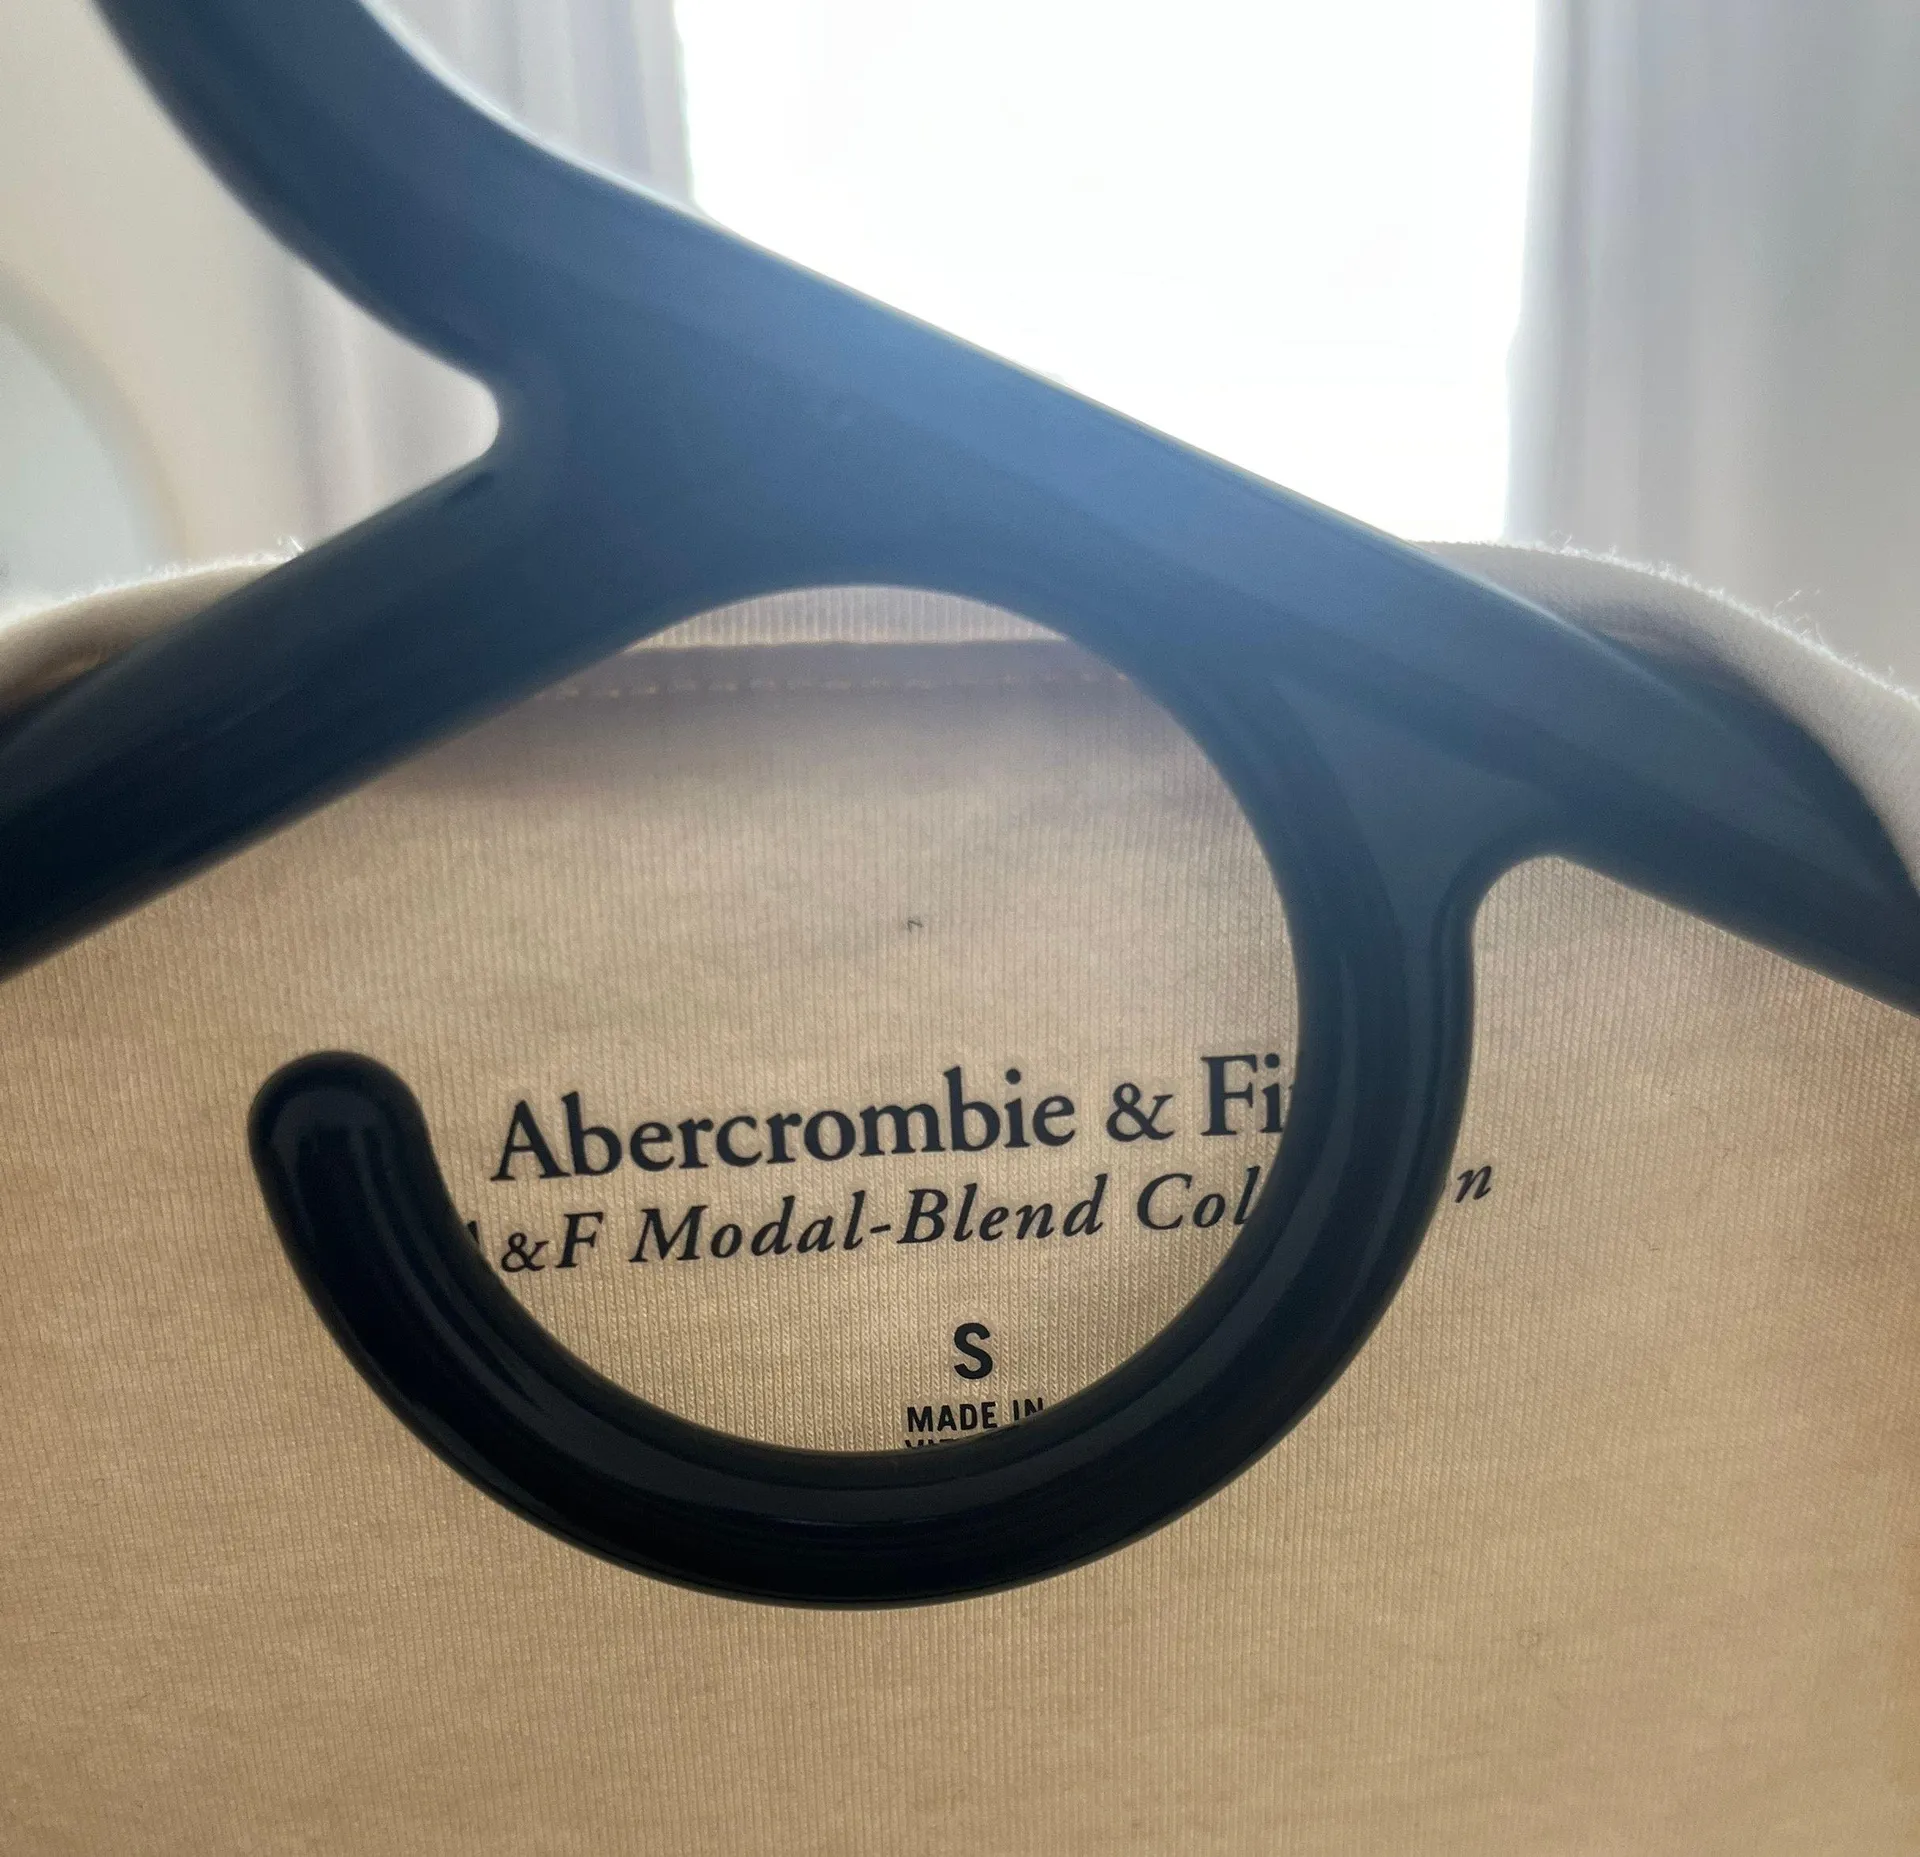 Abercrombie & Fi
&F Modal-Blend Col n
S
MADE IN